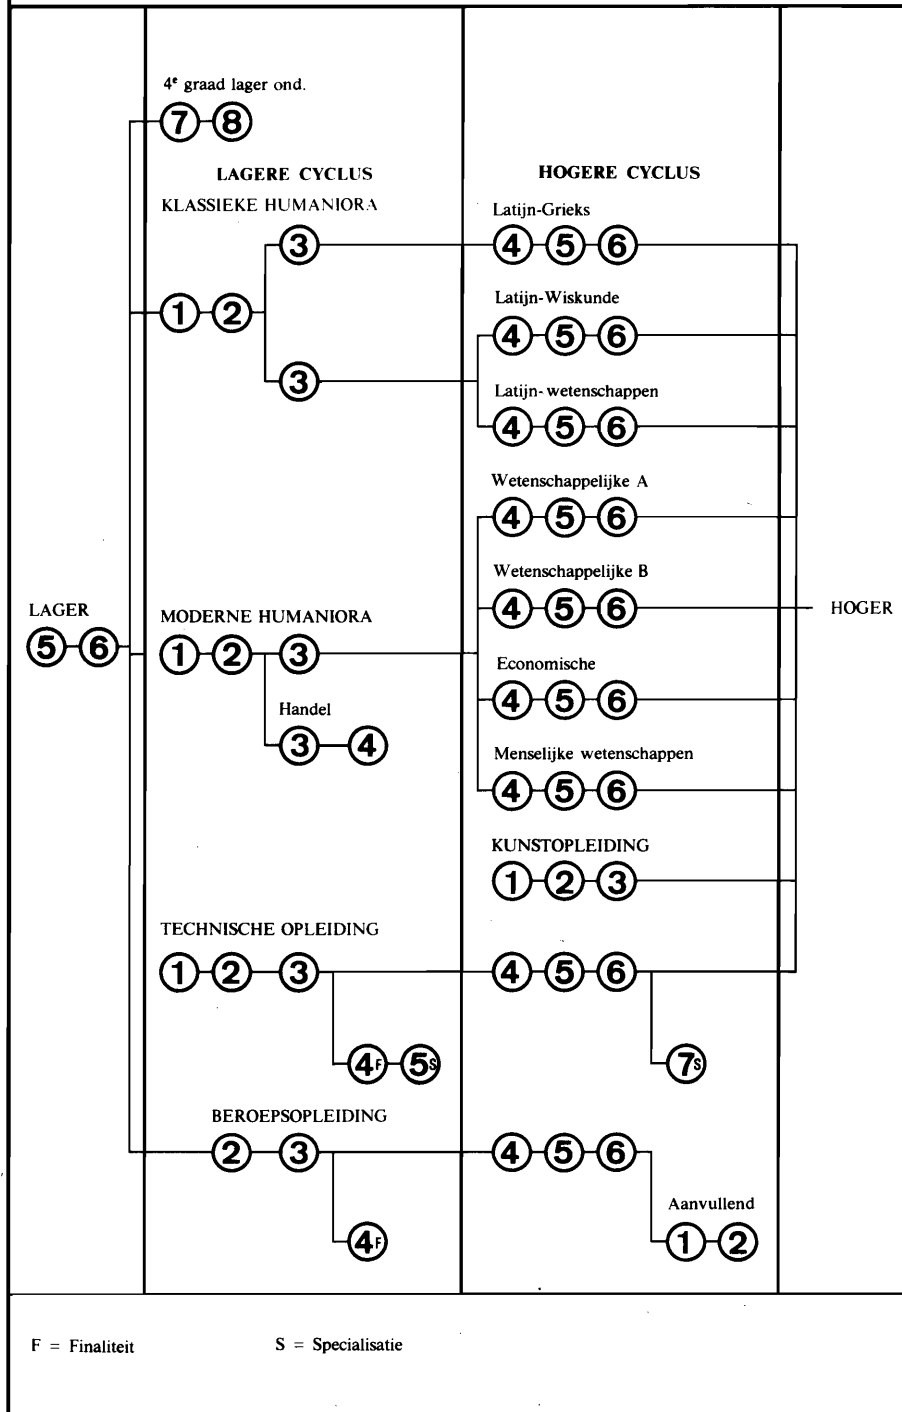 4e graad lager ond.
7 8
LAGERE CYCLUS
HOGERE CYCLUS
KLASSIEKE HUMANIORA
Latijn-Grieks
3
4 5 6
1 2
Latijn-Wiskunde
4 5 6
3
Latijn-wetenschappen
4 5 6
Wetenschappelijke A
4 5 6
Wetenschappelijke B
4 5 6
LAGER
5 6
MODERNE HUMANIORA
1 2 3
HOGER
Economische
4 5 6
Handel
3 4
Menselijke wetenschappen
4 5 6
KUNSTOPLEIDING
1 2 3
TECHNISCHE OPLEIDING
1 2 3
4 5 6
4F 5S
7S
BEROEPSOPLEIDING
2 3
4 5 6
4F
Aanvullend
1 2
F = Finaliteit
S = Specialisatie